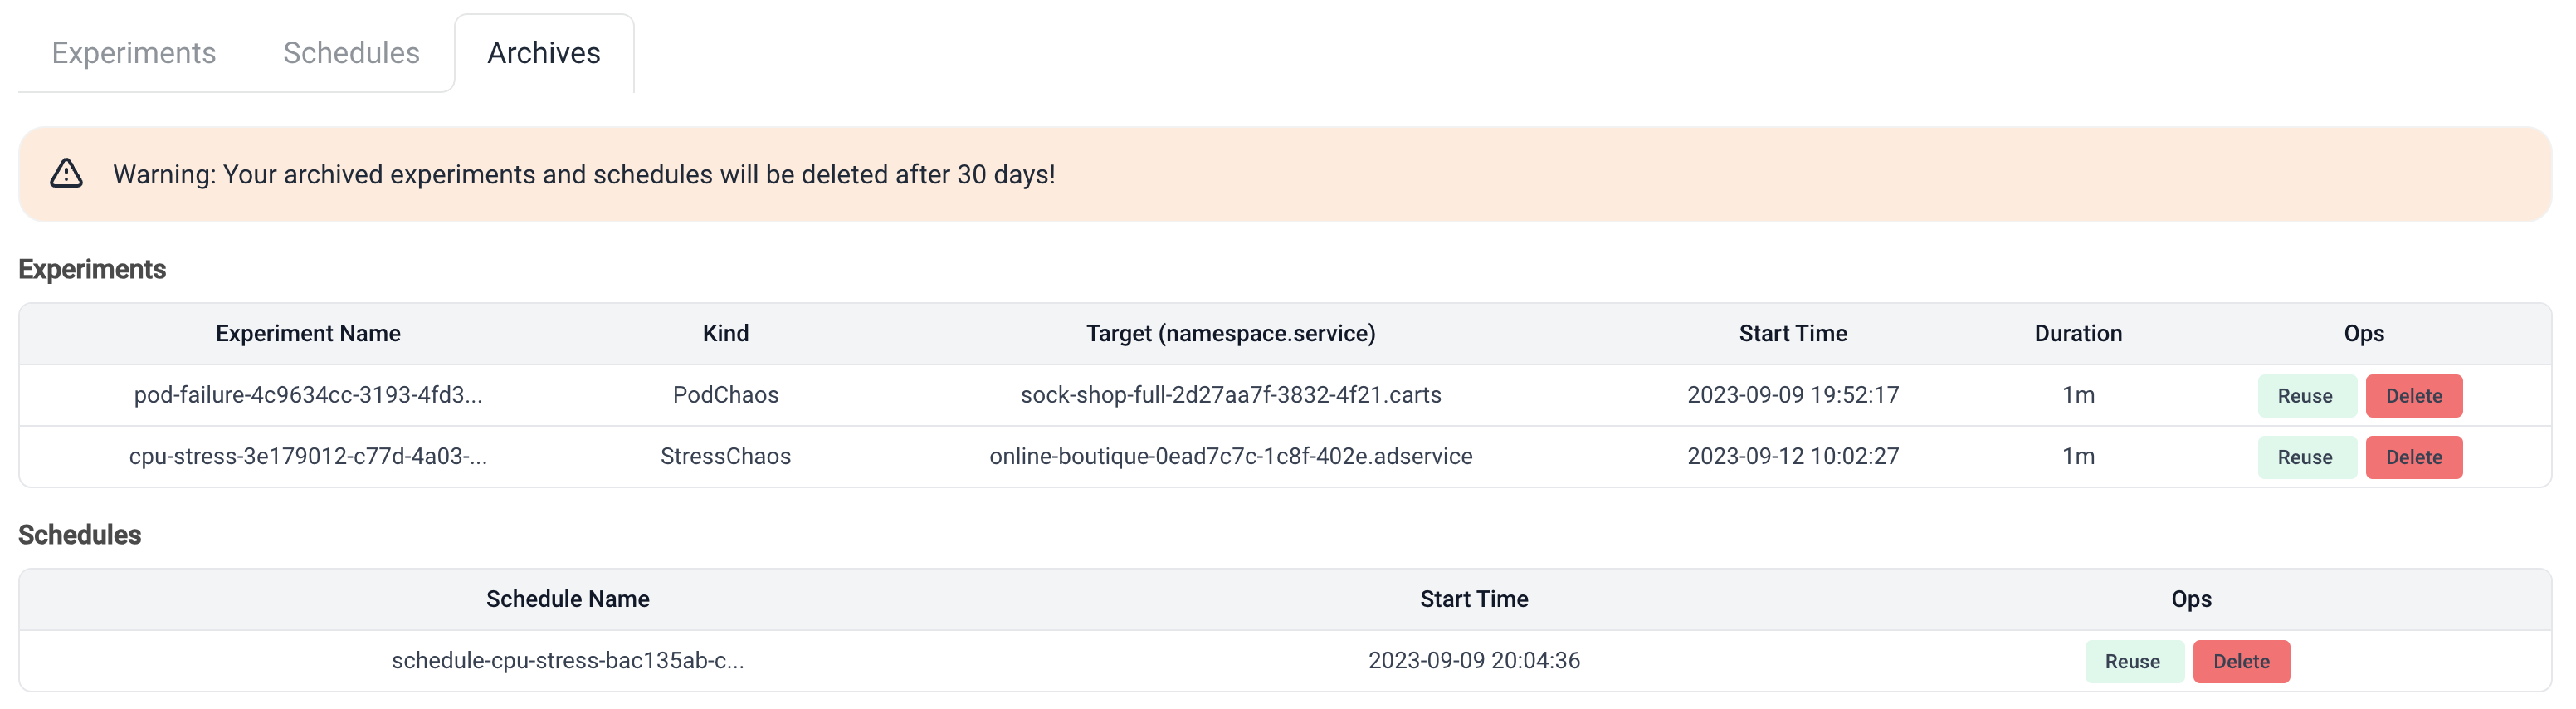 Experiments Schedules Archives
Warning: Your archived experiments and schedules will be deleted after 30 days!
Experiments
Experiment Name Kind Target (namespace.service) Start Time Duration Ops
pod-failure-4c9634cc-3193-4fd3... PodChaos sock-shop-full-2d27aa7f-3832-4f21.carts 2023-09-09 19:52:17 1m Reuse Delete
cpu-stress-3e179012-c77d-4a03-... StressChaos online-boutique-0ead7c7c-1c8f-402e.adservice 2023-09-12 10:02:27 1m Reuse Delete
Schedules
Schedule Name Start Time Ops
schedule-cpu-stress-bac135ab-c... 2023-09-09 20:04:36 Reuse Delete